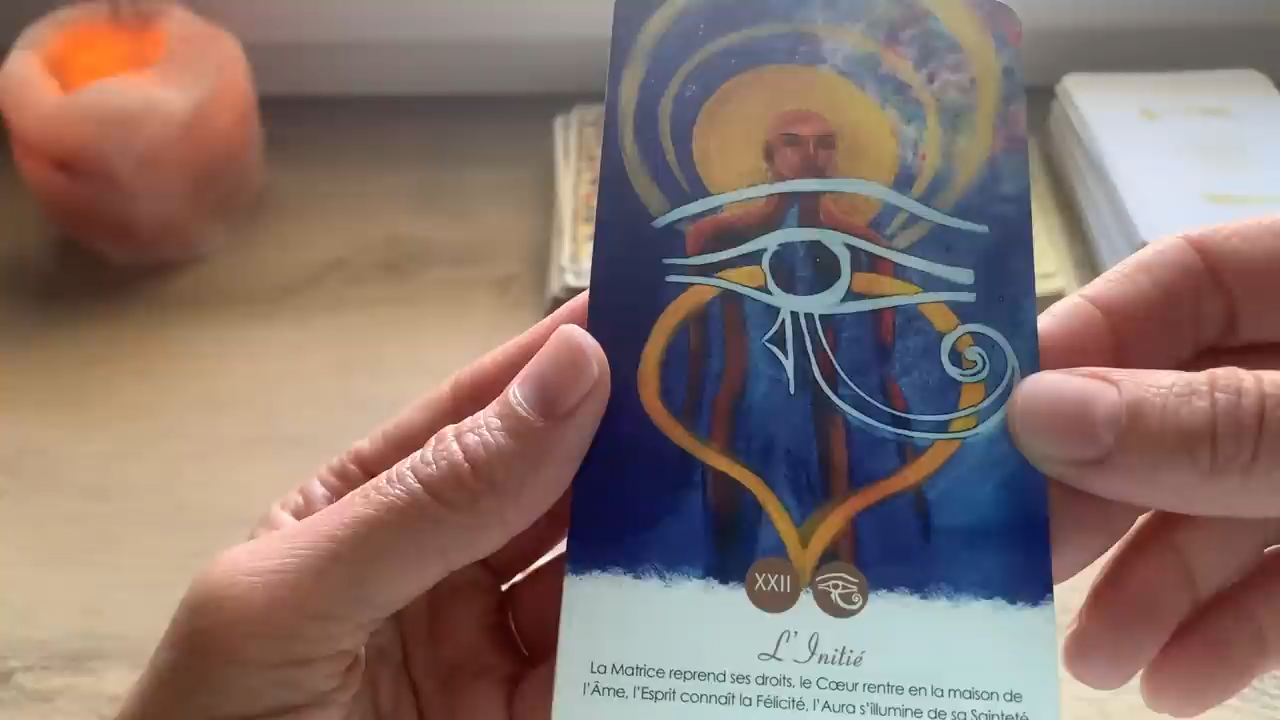 XXII
L'Initié
La Matrice reprend ses droits, le Cœur rentre en la maison de
l'Âme, l'Esprit connaît la Félicité, l'Aura s'illumine de sa Sainteté